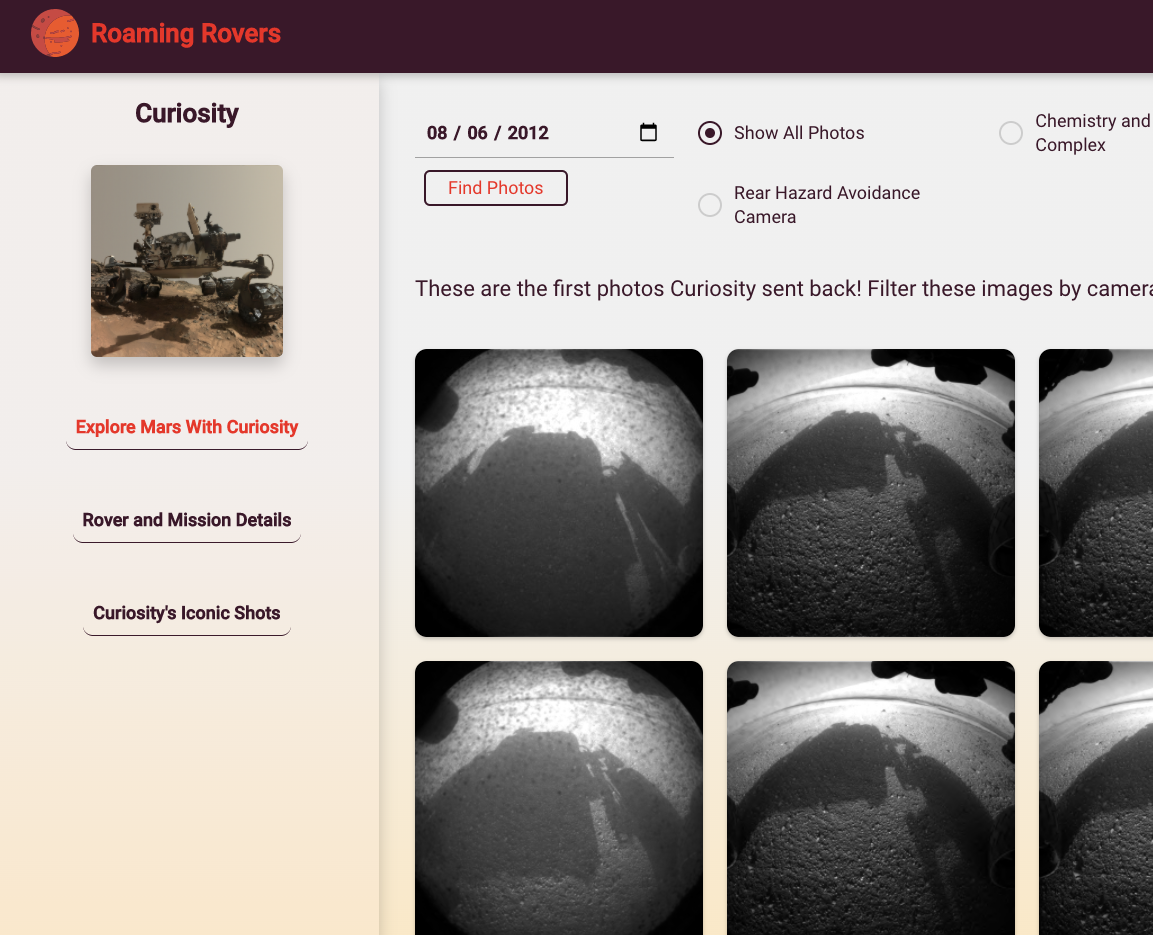 Roaming Rovers
Curiosity
Explore Mars With Curiosity
Rover and Mission Details
Curiosity's Iconic Shots
08 / 06 / 2012
Find Photos
Show All Photos
Chemistry and
Complex
Rear Hazard Avoidance
Camera
These are the first photos Curiosity sent back! Filter these images by camera